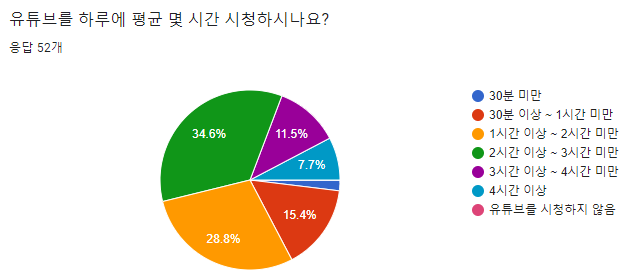 유튜브를 하루에 평균 몇 시간 시청하시나요?
응답 52개
30분 미만
30분 이상 ~ 1시간 미만
1시간 이상 ~ 2시간 미만
2시간 이상 ~ 3시간 미만
3시간 이상 ~ 4시간 미만
4시간 이상
유튜브를 시청하지 않음
34.6%
11.5%
7.7%
15.4%
28.8%